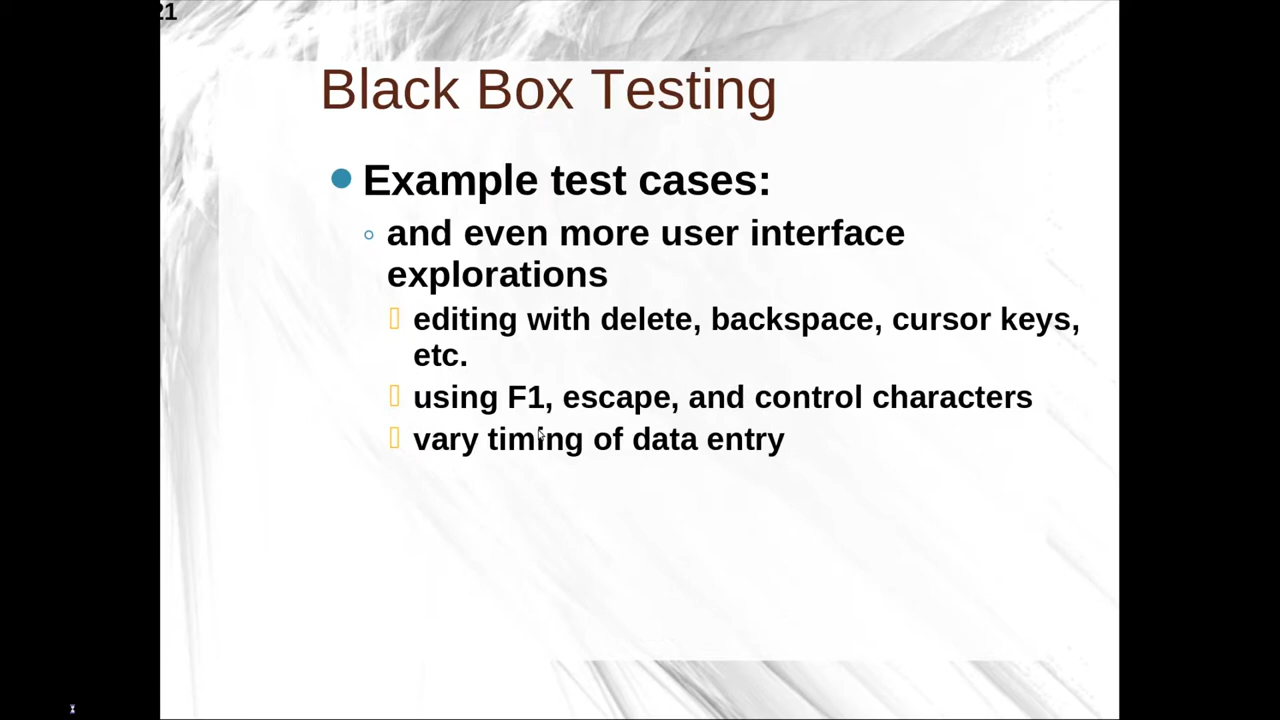 21
Black Box Testing
Example test cases:
and even more user interface
explorations
editing with delete, backspace, cursor keys,
etc.
using F1, escape, and control characters
vary timing of data entry